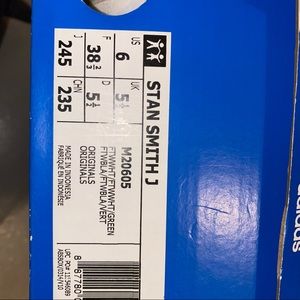 STAN SMITH J
US UK F D J CHN
6 5½ 38⅔ 5½ 245 235
M20605
FTWWHT/FTWWHT/GREEN
FTWBLA/FTWBLA/VERT
ORIGINALS
ORIGINALS
MADE IN INDONESIA
FABRIQUÉ EN INDONÉSIE